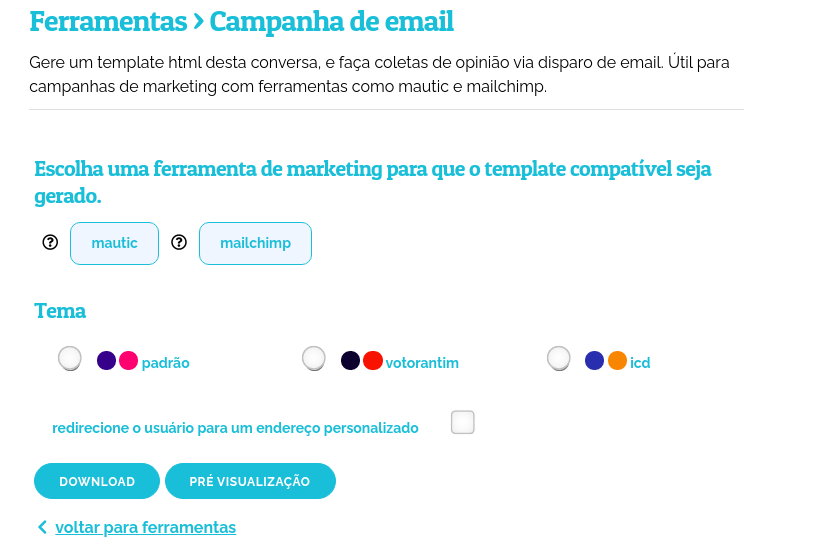 Ferramentas > Campanha de email
Gere um template html desta conversa, e faça coletas de opinião via disparo de email. Útil para
campanhas de marketing com ferramentas como mautic e mailchimp.
Escolha uma ferramenta de marketing para que o template compatível seja
gerado.
? mautic ? mailchimp
Tema
padrão votorantim icd
redirecione o usuário para um endereço personalizado
DOWNLOAD PRÉ VISUALIZAÇÃO
voltar para ferramentas